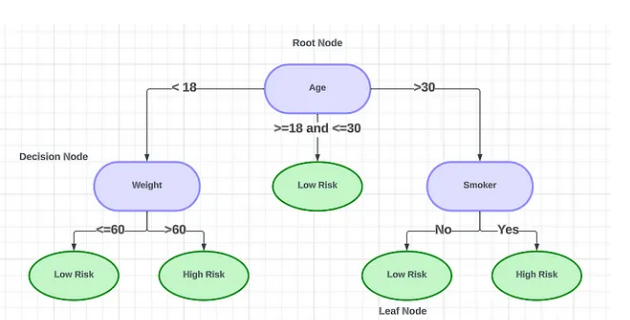 Root Node
< 18
Age
>30
>=18 and <=30
Decision Node
Weight
Low Risk
Smoker
<=60
>60
No
Yes
Low Risk
High Risk
Low Risk
High Risk
Leaf Node